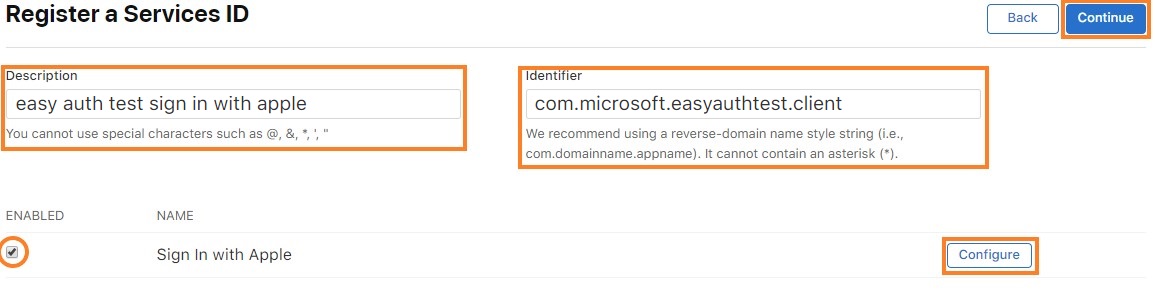 Register a Services ID
Back
Continue
Description
Identifier
easy auth test sign in with apple
com.microsoft.easyauthtest.client
You cannot use special characters such as @, &, *, ', "
We recommend using a reverse-domain name style string (i.e.,
com.domainname.appname). It cannot contain an asterisk (*).
ENABLED
NAME
Sign In with Apple
Configure